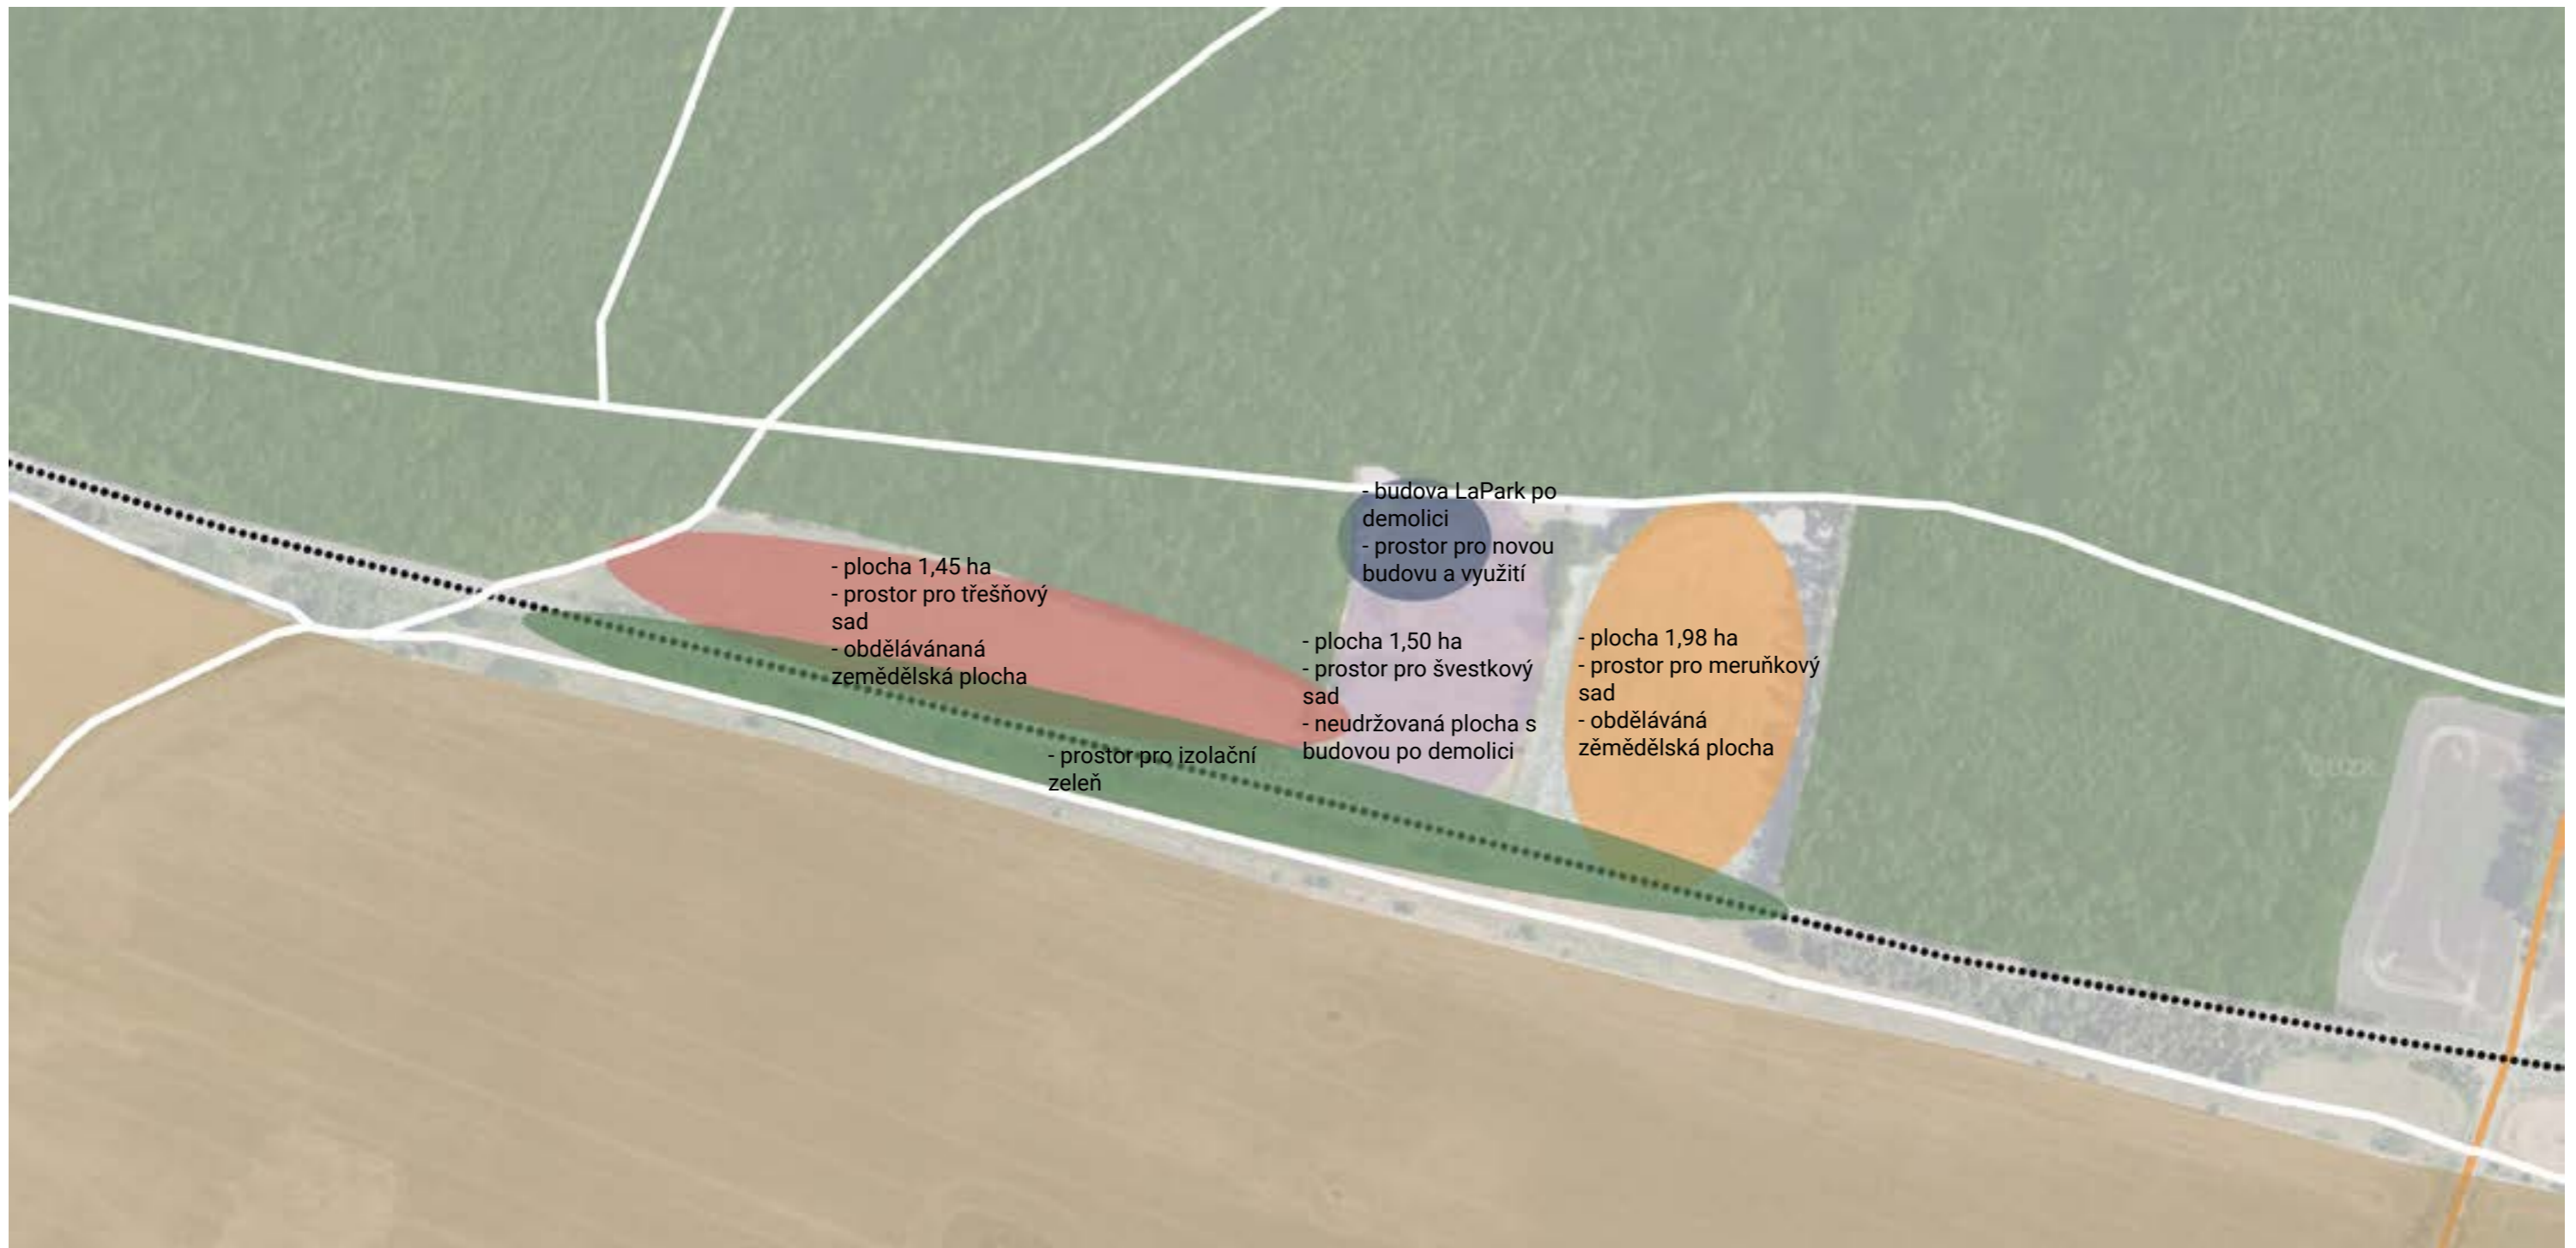 - budova LaPark po
demolici
- prostor pro novou
budovu a využití
- plocha 1,45 ha
- prostor pro třešňový
sad
- obdělávánaná
zemědělská plocha
- plocha 1,50 ha
- prostor pro švestkový
sad
- neudržovaná plocha s
budovou po demolici
- plocha 1,98 ha
- prostor pro meruňkový
sad
- obděláváná
zěmědělská plocha
- prostor pro izolační
zeleň